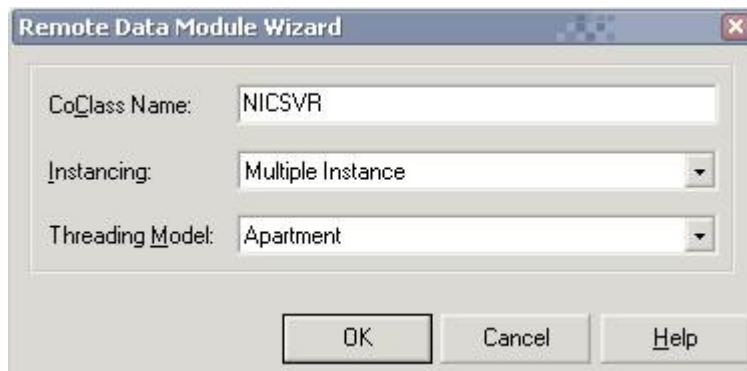 Remote Data Module Wizard
CoClass Name: NICSVR
Instancing: Multiple Instance
Threading Model: Apartment
OK Cancel Help